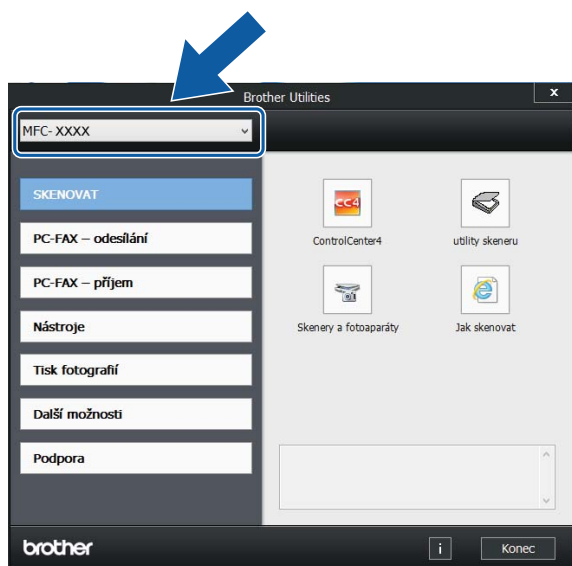 Brother Utilities
x
MFC- XXXX
SKENOVAT
PC-FAX – odesílání
PC-FAX – příjem
Nástroje
Tisk fotografií
Další možnosti
Podpora
CC4
ControlCenter4
utility skeneru
Skenery a fotoaparáty
Jak skenovat
brother
i
Konec